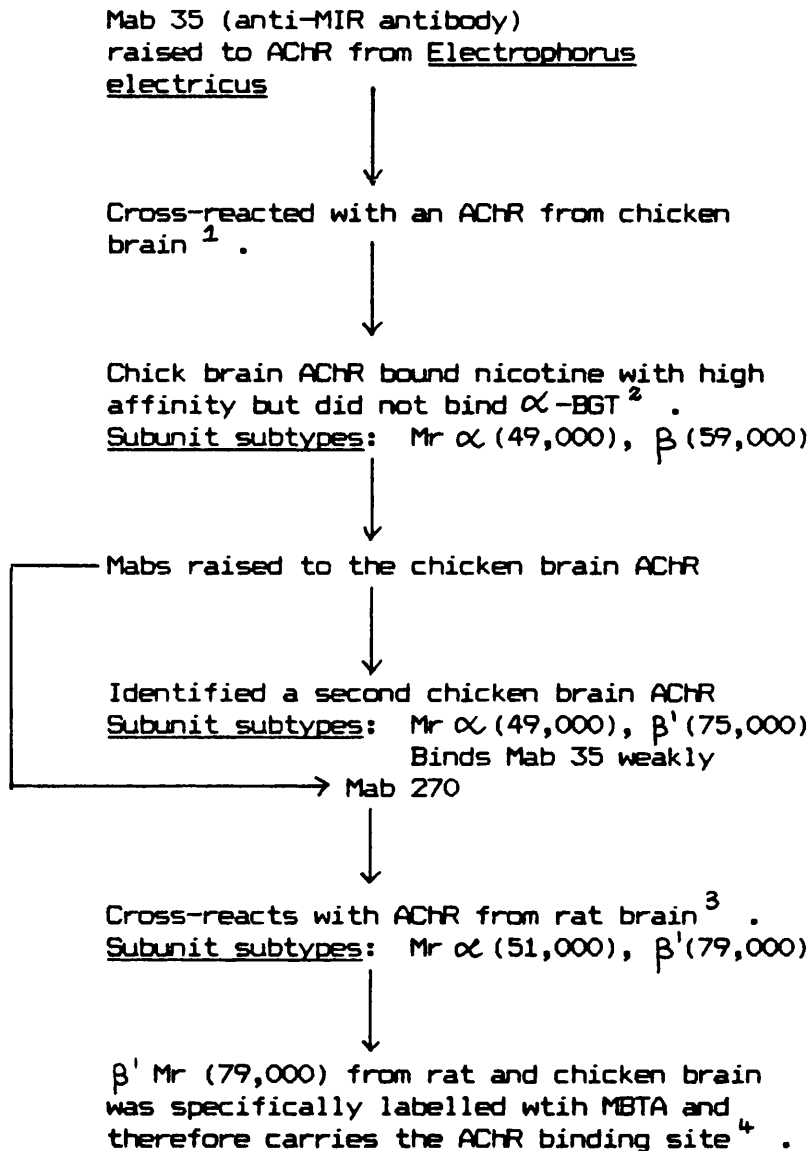 Mab 35 (anti-MIR antibody)
raised to AChR from Electrophorus
electricus
Cross-reacted with an AChR from chicken
brain 1 .
Chick brain AChR bound nicotine with high
affinity but did not bind α-BGT 2 .
Subunit subtypes: Mr α (49,000), β (59,000)
Mabs raised to the chicken brain AChR
Identified a second chicken brain AChR
Subunit subtypes: Mr α (49,000), β' (75,000)
Binds Mab 35 weakly
Mab 270
Cross-reacts with AChR from rat brain 3 .
Subunit subtypes: Mr α (51,000), β' (79,000)
β' Mr (79,000) from rat and chicken brain
was specifically labelled wtih MBTA and
therefore carries the AChR binding site 4 .